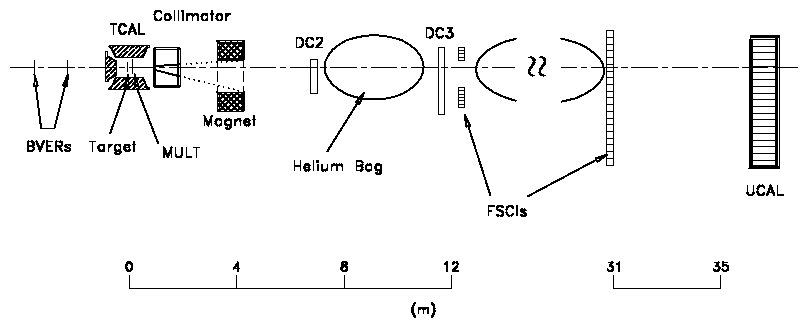 Collimator
TCAL
DC2
DC3
Magnet
BVERs
Target
MULT
Helium Bag
FSCIs
UCAL
0 4 8 12 31 35
(m)